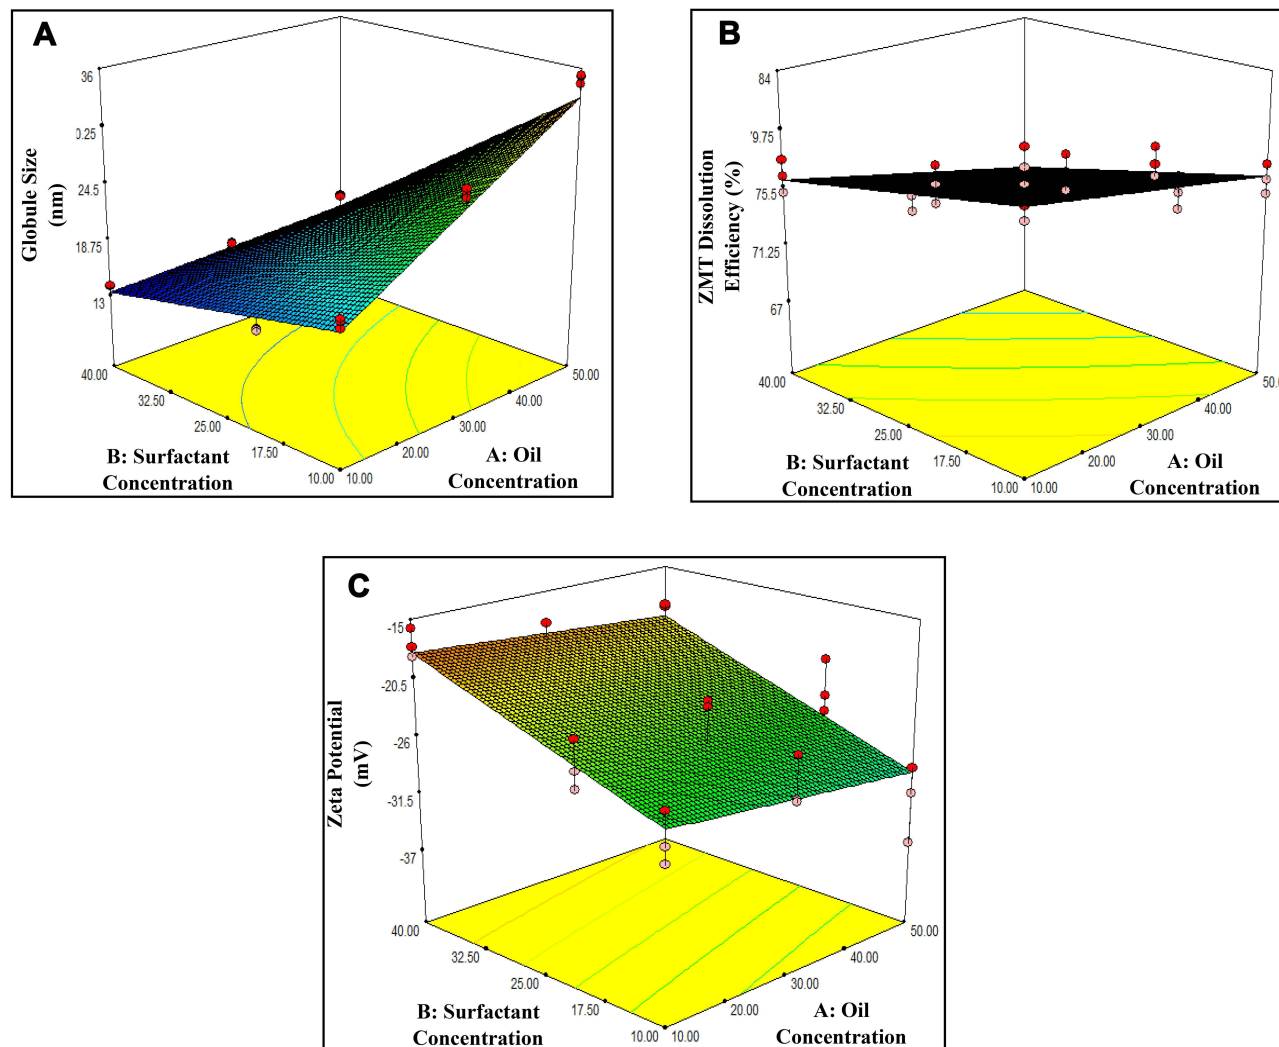 A
36
0.25
24.5
18.75
13
Globule Size
(nm)
40.00
32.50
25.00
17.50
10.00
10.00
20.00
30.00
40.00
50.00
B: Surfactant
Concentration
A: Oil
Concentration
B
84
9.75
75.5
71.25
67
ZMT Dissolution
Efficiency (%)
40.00
32.50
25.00
17.50
10.00
10.00
20.00
30.00
40.00
50.0
B: Surfactant
Concentration
A: Oil
Concentration
C
-15
-20.5
-26
-31.5
-37
Zeta Potential
(mV)
40.00
32.50
25.00
17.50
10.00
10.00
20.00
30.00
40.00
50.00
B: Surfactant
Concentration
A: Oil
Concentration